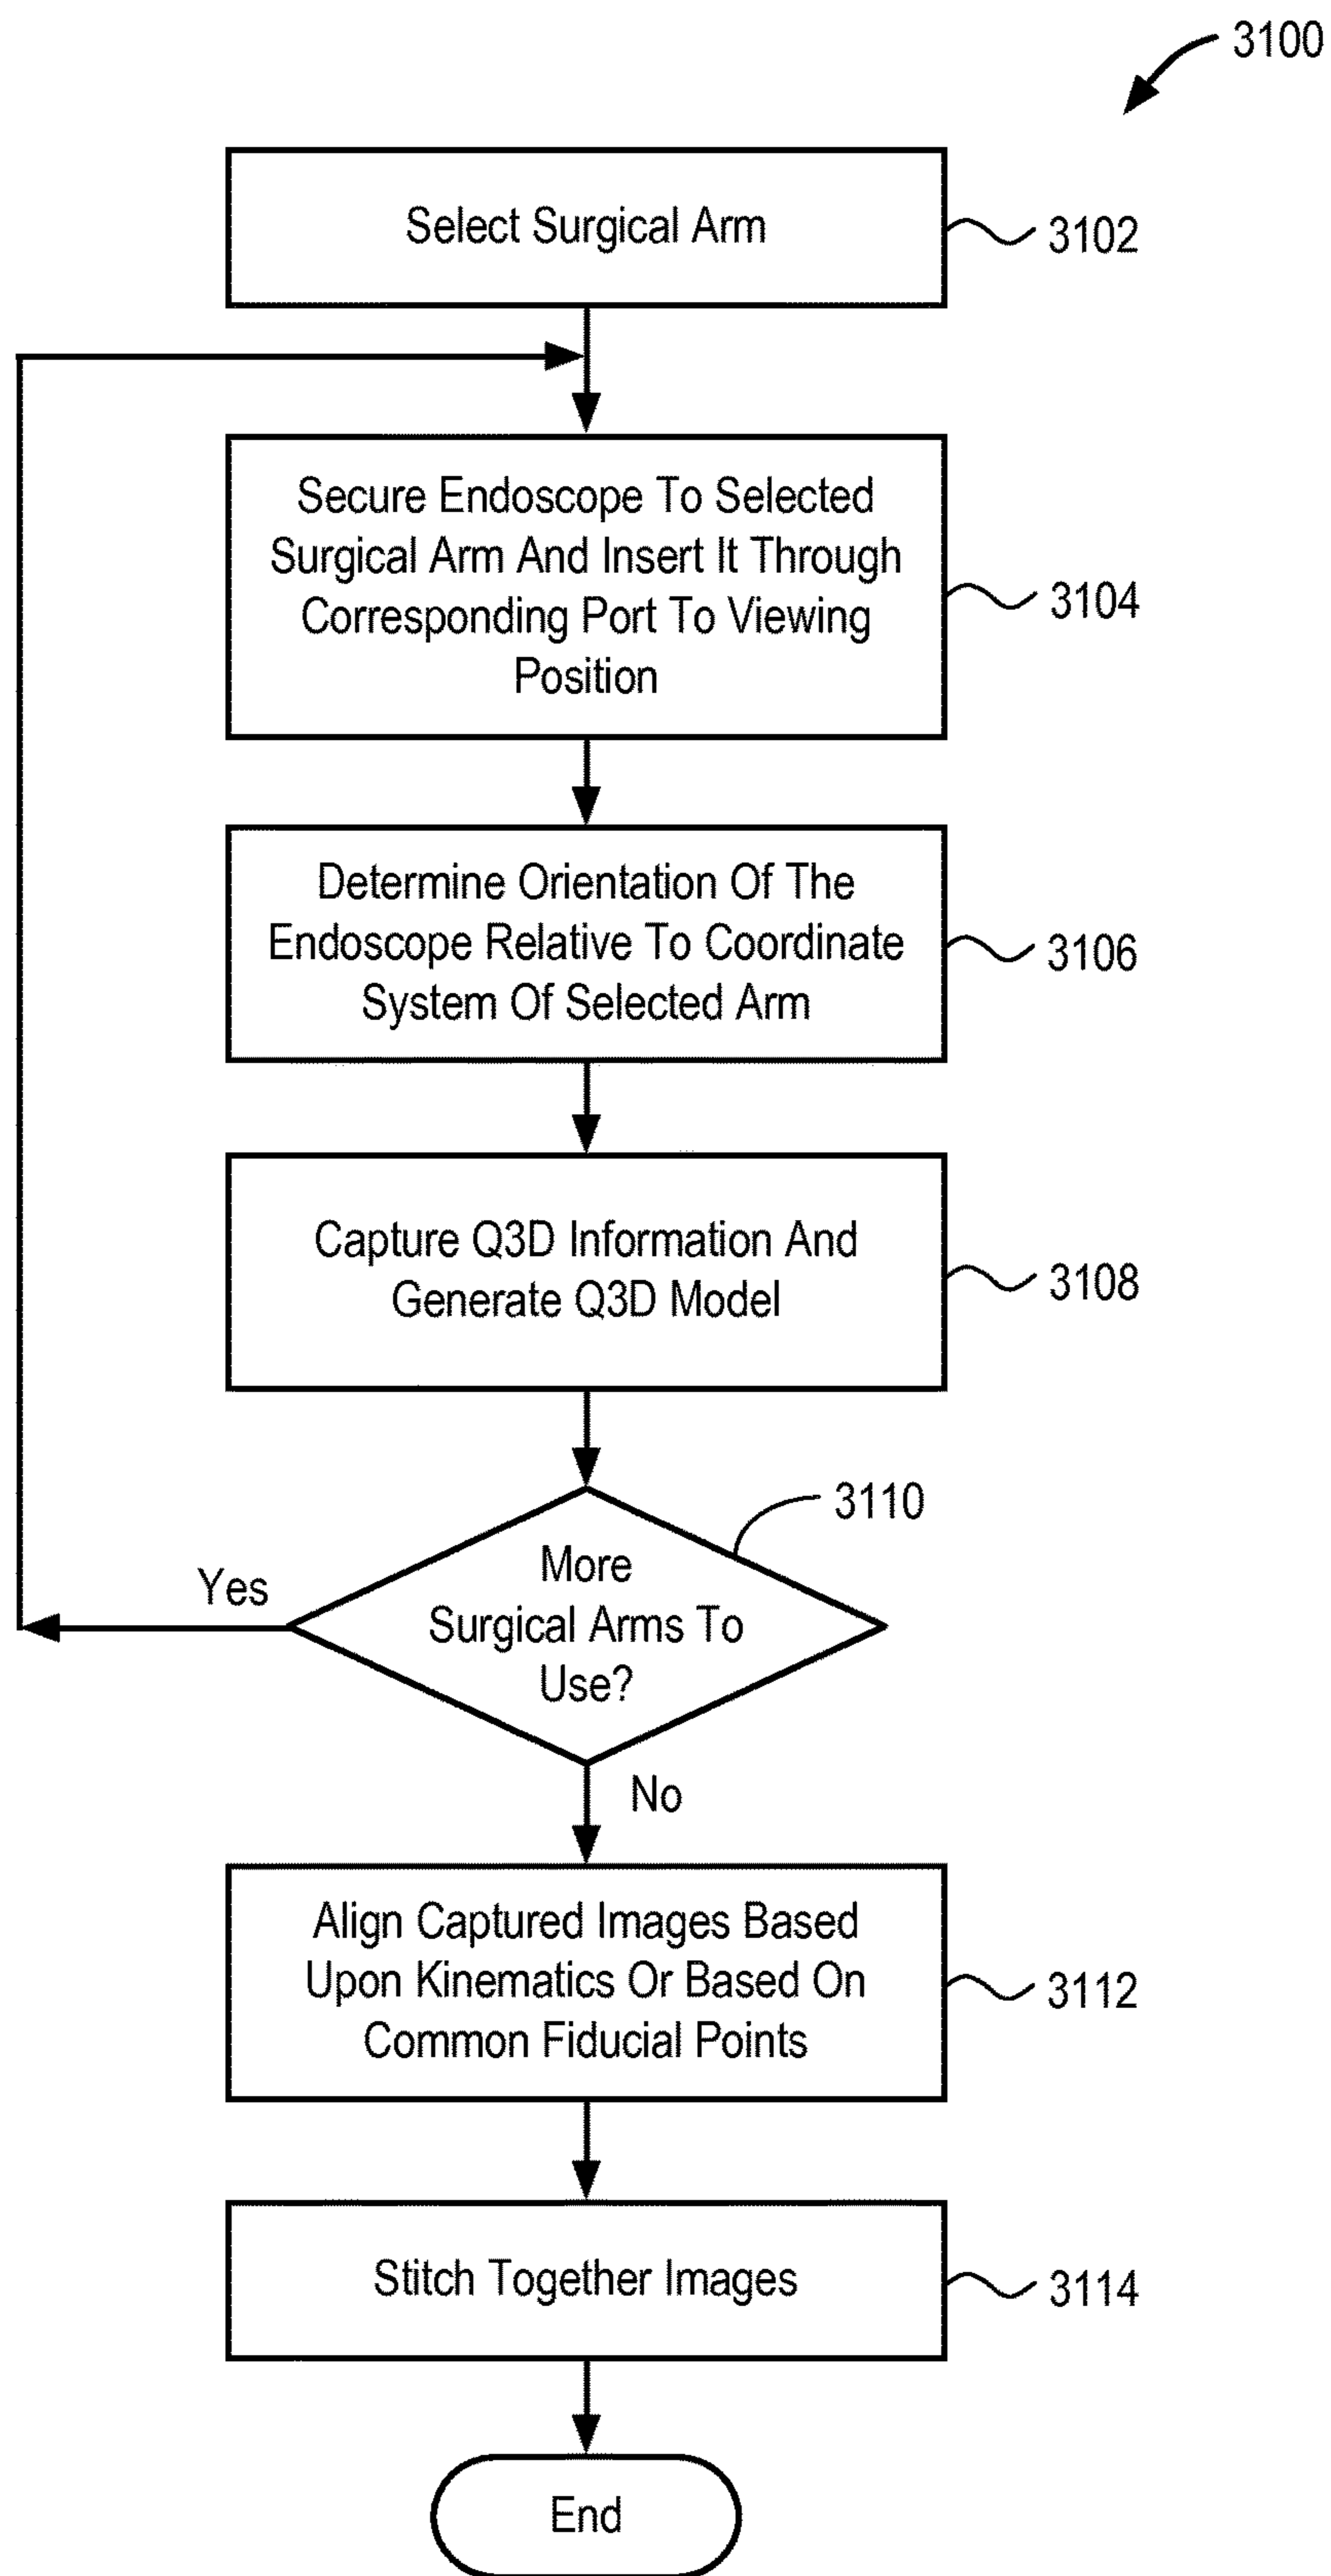 3100
Select Surgical Arm
3102
Secure Endoscope To Selected
Surgical Arm And Insert It Through
Corresponding Port To Viewing
Position
3104
Determine Orientation Of The
Endoscope Relative To Coordinate
System Of Selected Arm
3106
Capture Q3D Information And
Generate Q3D Model
3108
3110
More
Surgical Arms To
Use?
Yes
No
Align Captured Images Based
Upon Kinematics Or Based On
Common Fiducial Points
3112
Stitch Together Images
3114
End